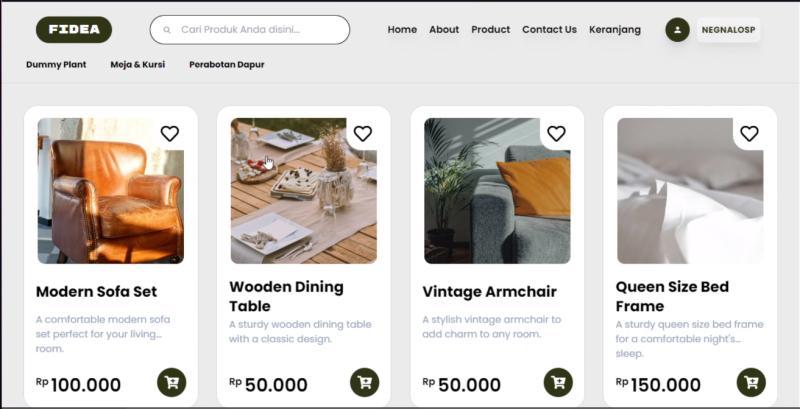 FIDEA
Cari Produk Anda disini...
Home About Product Contact Us Keranjang
NEGNALOSP
Dummy Plant Meja & Kursi Perabotan Dapur
Modern Sofa Set
A comfortable modern sofa
set perfect for your living...
room.
Rp 100.000
Wooden Dining
Table
A sturdy wooden dining table
with a classic design.
Rp 50.000
Vintage Armchair
A stylish vintage armchair to
add charm to any room.
Rp 50.000
Queen Size Bed
Frame
A sturdy queen size bed frame
for a comfortable night's...
sleep.
Rp 150.000